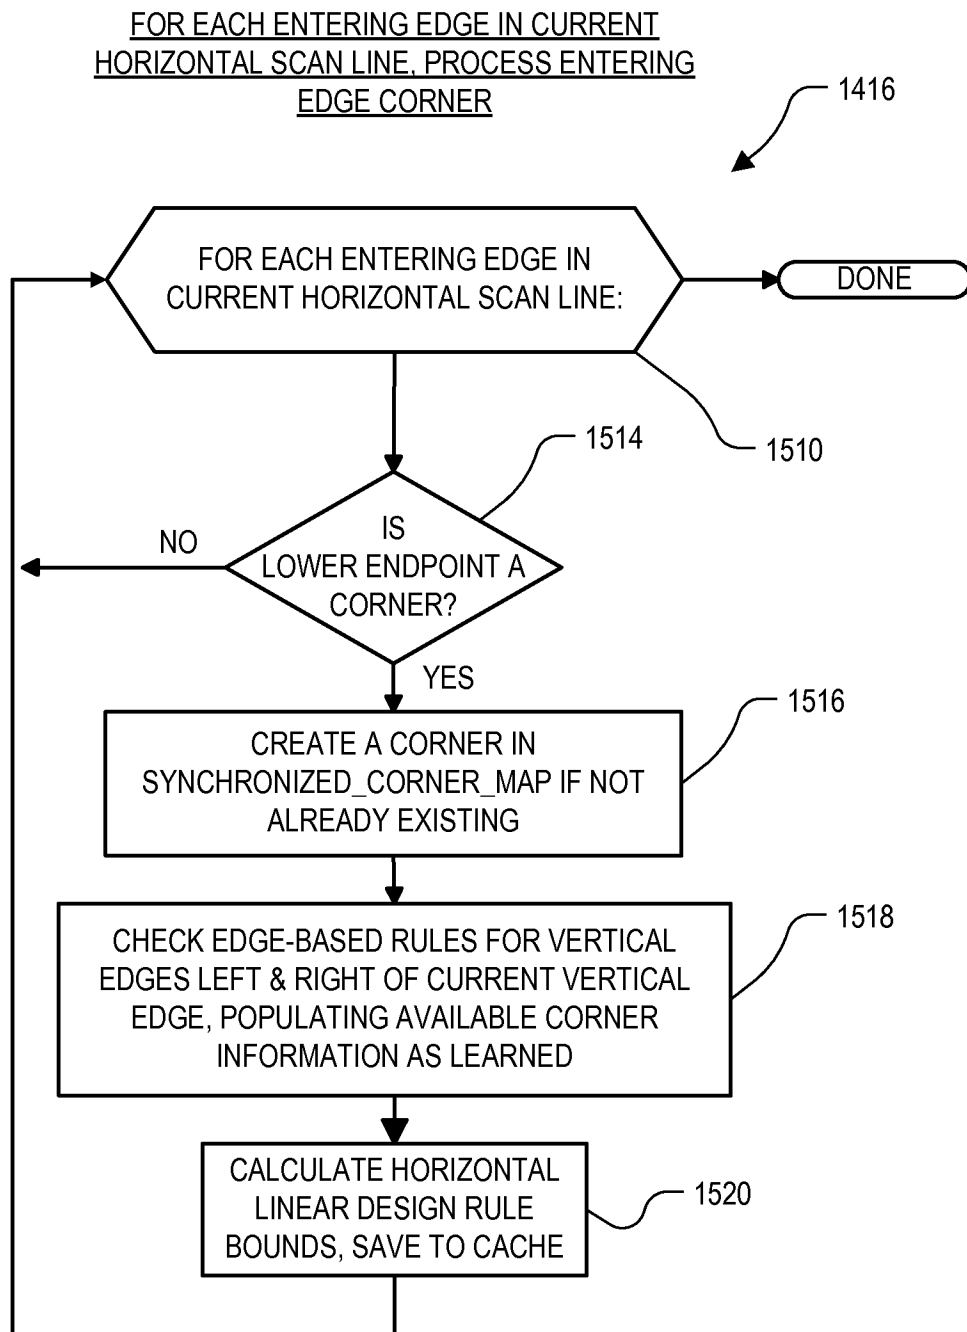 FOR EACH ENTERING EDGE IN CURRENT
HORIZONTAL SCAN LINE, PROCESS ENTERING
EDGE CORNER
1416
FOR EACH ENTERING EDGE IN
CURRENT HORIZONTAL SCAN LINE:
DONE
1510
1514
IS
LOWER ENDPOINT A
CORNER?
NO
YES
1516
CREATE A CORNER IN
SYNCHRONIZED_CORNER_MAP IF NOT
ALREADY EXISTING
1518
CHECK EDGE-BASED RULES FOR VERTICAL
EDGES LEFT & RIGHT OF CURRENT VERTICAL
EDGE, POPULATING AVAILABLE CORNER
INFORMATION AS LEARNED
CALCULATE HORIZONTAL
LINEAR DESIGN RULE
BOUNDS, SAVE TO CACHE
1520